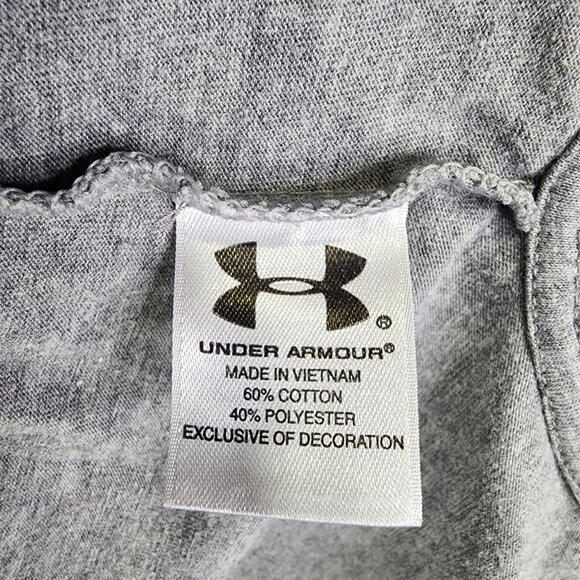 ®
UNDER ARMOUR®
MADE IN VIETNAM
60% COTTON
40% POLYESTER
EXCLUSIVE OF DECORATION